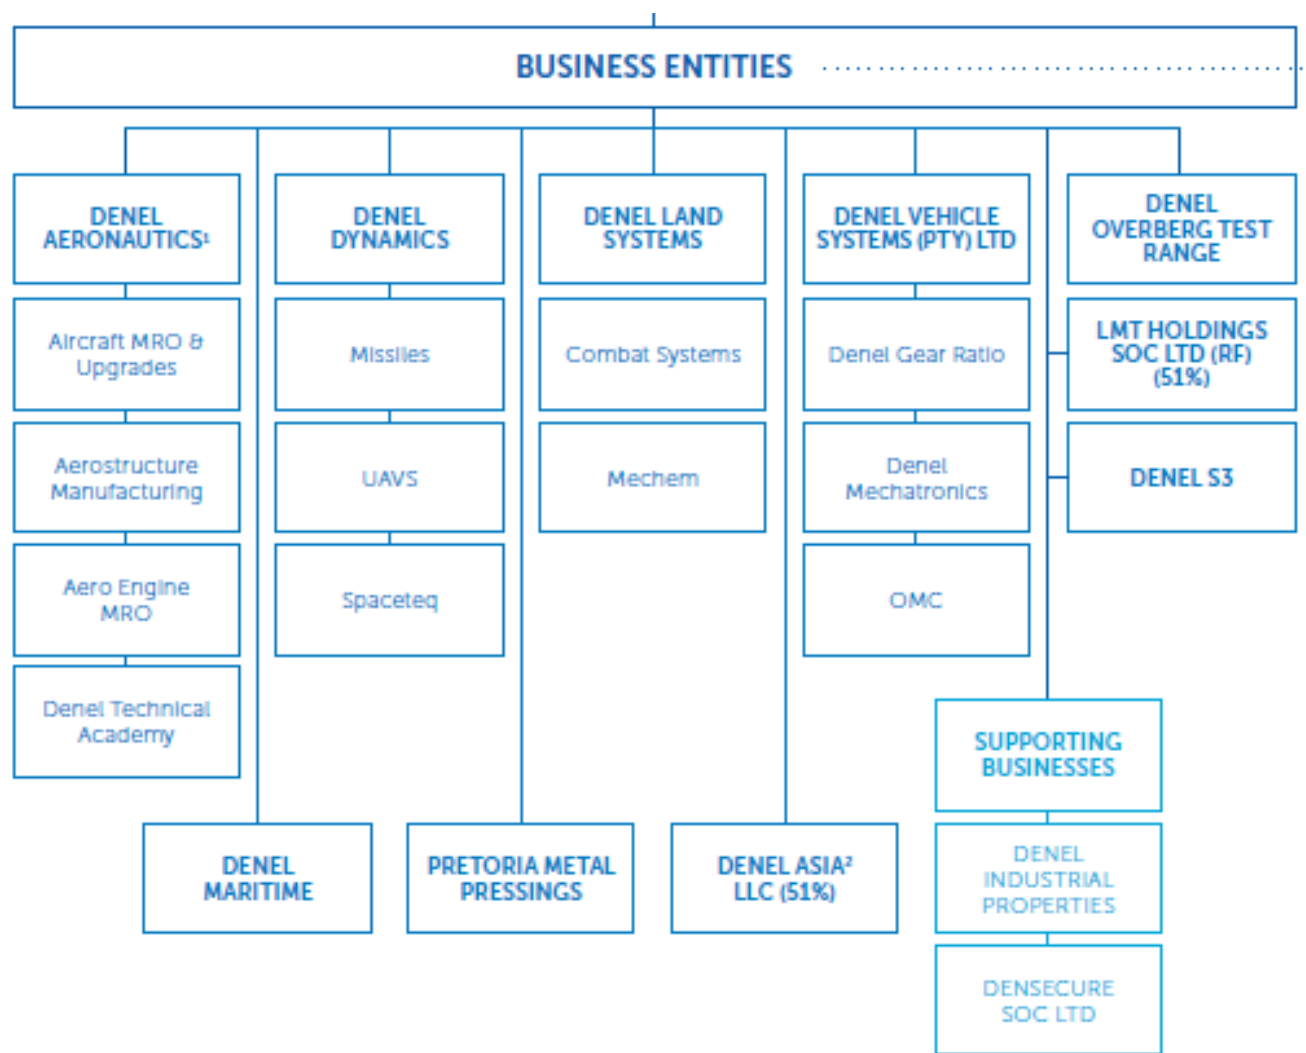 BUSINESS ENTITIES
DENEL
AERONAUTICS¹
Aircraft MRO &
Upgrades
Aerostructure
Manufacturing
Aero Engine
MRO
Denel Technical
Academy
DENEL
DYNAMICS
Missiles
UAVS
Spaceteq
DENEL LAND
SYSTEMS
Combat Systems
Mechem
DENEL VEHICLE
SYSTEMS (PTY) LTD
Denel Gear Ratio
Denel
Mechatronics
OMC
DENEL
OVERBERG TEST
RANGE
LMT HOLDINGS
SOC LTD (RF)
(51%)
DENEL S3
DENEL
MARITIME
PRETORIA METAL
PRESSINGS
DENEL ASIA²
LLC (51%)
SUPPORTING
BUSINESSES
DENEL
INDUSTRIAL
PROPERTIES
DENSECURE
SOC LTD